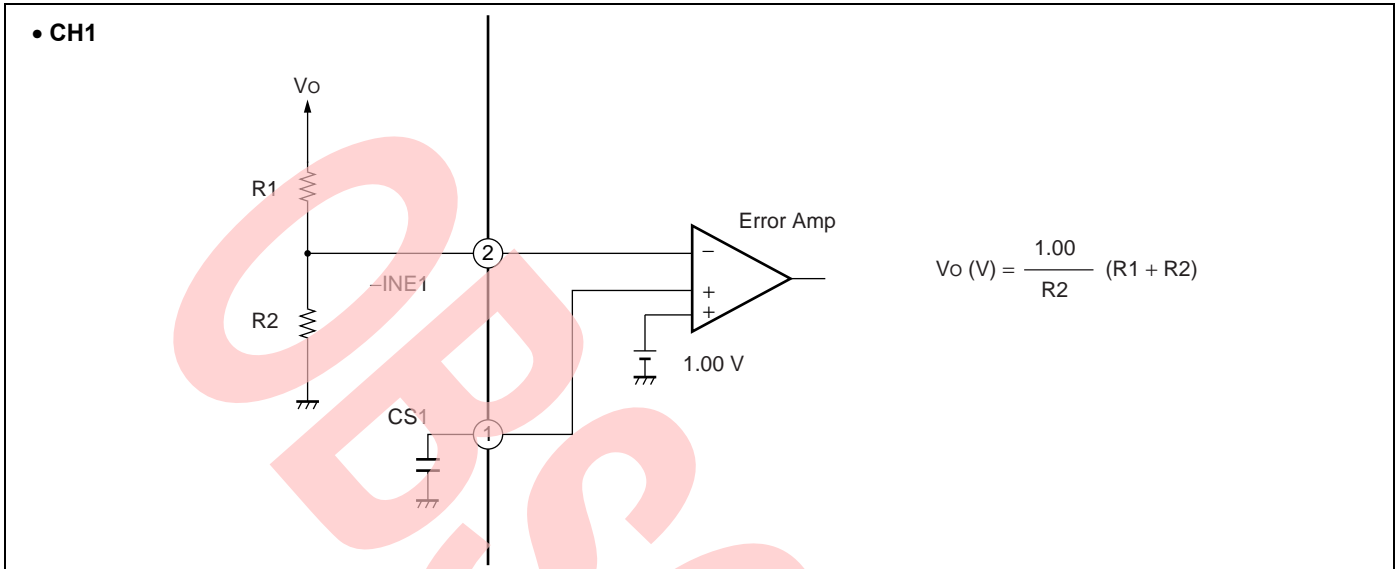 • CH1
Vo
R1
Error Amp
2
−
Vo (V) = 1.00 / R2 (R1 + R2)
−INE1
+
R2
+
1.00 V
CS1
1